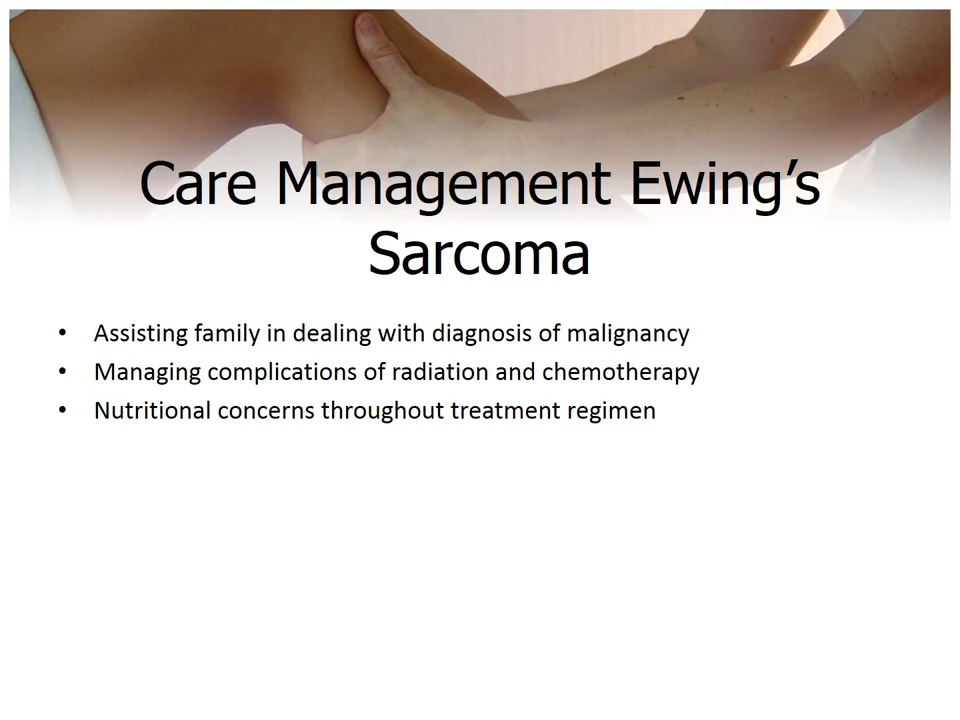 Care Management Ewing’s
Sarcoma
• Assisting family in dealing with diagnosis of malignancy
• Managing complications of radiation and chemotherapy
• Nutritional concerns throughout treatment regimen